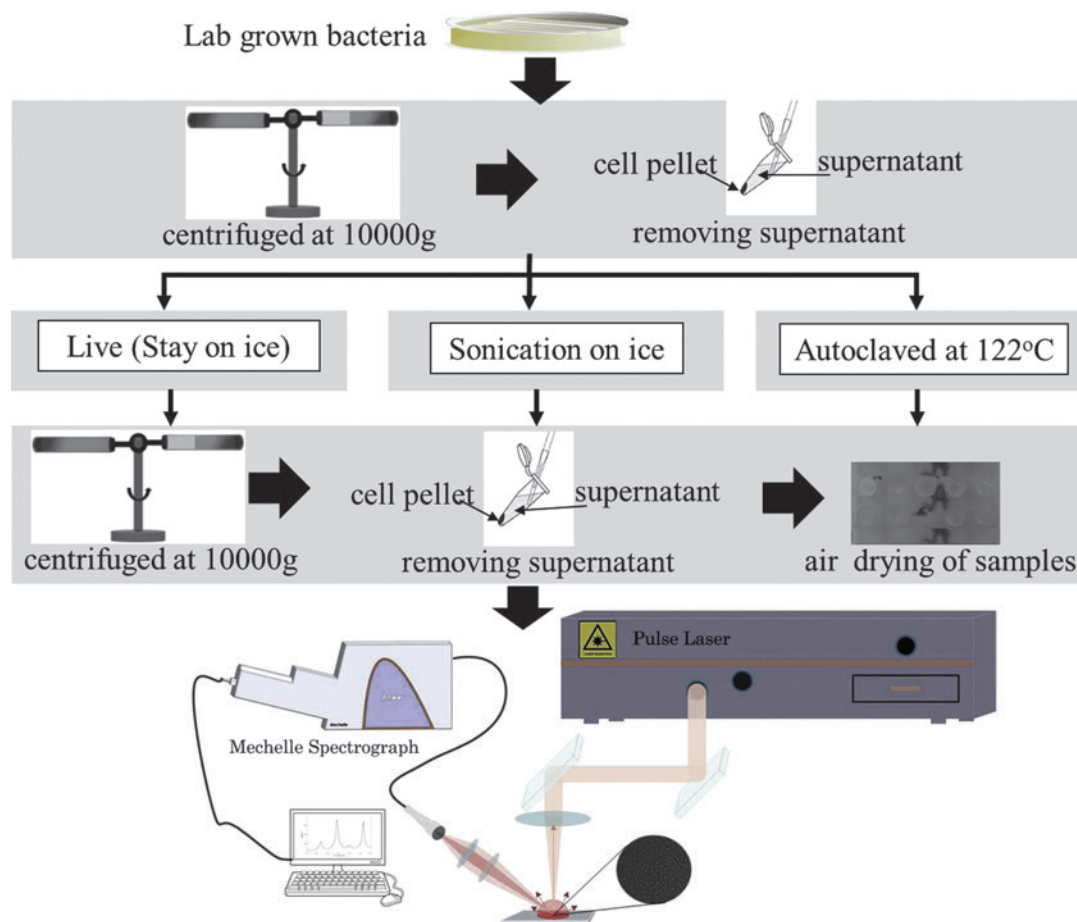 Lab grown bacteria
cell pellet
supernatant
centrifuged at 10000g
removing supernatant
Live (Stay on ice)
Sonication on ice
Autoclaved at 122°C
cell pellet
supernatant
centrifuged at 10000g
removing supernatant
air drying of samples
Pulse Laser
Mechelle Spectrograph